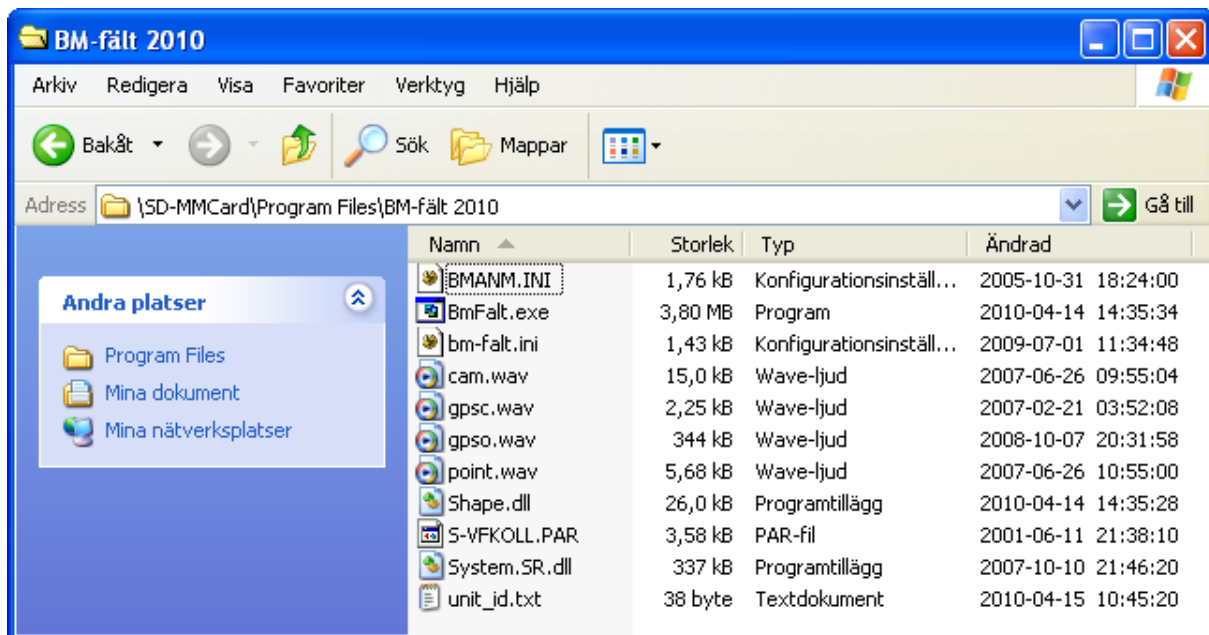 BM-fält 2010
Arkiv Redigera Visa Favoriter Verktyg Hjälp
Bakåt Sök Mappar
Adress \SD-MMCard\Program Files\BM-fält 2010 Gå till
Namn Storlek Typ Ändrad
Andra platser
Program Files
Mina dokument
Mina nätverksplatser
BMANM.INI 1,76 kB Konfigurationsinställ... 2005-10-31 18:24:00
BmFalt.exe 3,80 MB Program 2010-04-14 14:35:34
bm-falt.ini 1,43 kB Konfigurationsinställ... 2009-07-01 11:34:48
cam.wav 15,0 kB Wave-ljud 2007-06-26 09:55:04
gpsc.wav 2,25 kB Wave-ljud 2007-02-21 03:52:08
gpso.wav 344 kB Wave-ljud 2008-10-07 20:31:58
point.wav 5,68 kB Wave-ljud 2007-06-26 10:55:00
Shape.dll 26,0 kB Programtillägg 2010-04-14 14:35:28
S-VFKOLL.PAR 3,58 kB PAR-fil 2001-06-11 21:38:10
System.SR.dll 337 kB Programtillägg 2007-10-10 21:46:20
unit_id.txt 38 byte Textdokument 2010-04-15 10:45:20